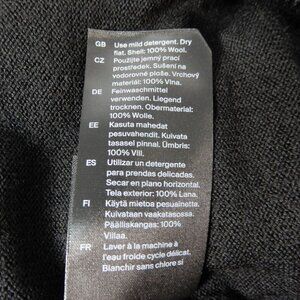 GB Use mild detergent. Dry
flat. Shell: 100% Wool.
CZ Použijte jemný prací
prostředek. Sušení na
vodorovné ploše. Vrchový
materiál: 100% Vlna.
DE Feinwaschmittel
verwenden. Liegend
trocknen. Obermaterial:
100% Wolle.
EE Kasuta mahedat
pesuvahendit. Kuivata
tasasel pinnal. Ümbris:
100% Vill.
ES Utilizar un detergente
para prendas delicadas.
Secar en plano horizontal.
Tela exterior: 100% Lana.
FI Käytä mietoa pesuainetta.
Kuivataan vaakatasossa.
Päälliskangas: 100%
Villaa.
FR Laver à la machine à
l'eau froide cycle délicat.
Blanchir sans chlore si